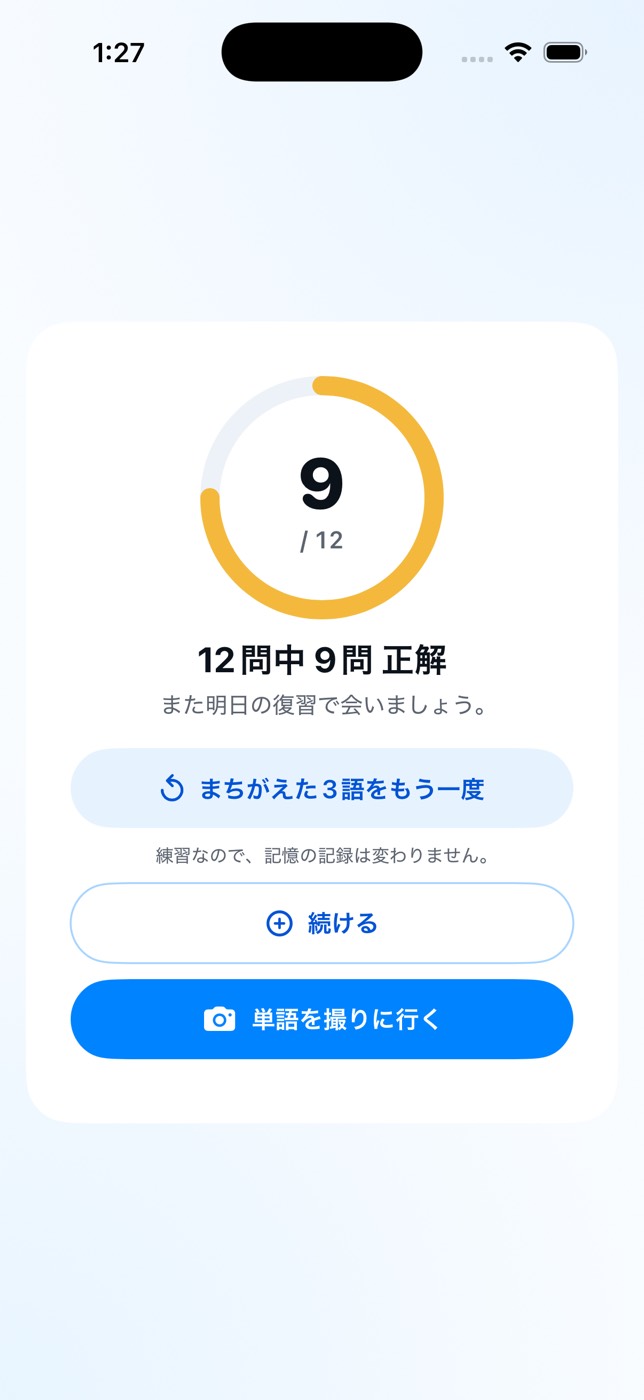 1:27
9
/ 12
12問中 9問 正解
また明日の復習で会いましょう。
まちがえた3語をもう一度
練習なので、記憶の記録は変わりません。
続ける
単語を撮りに行く